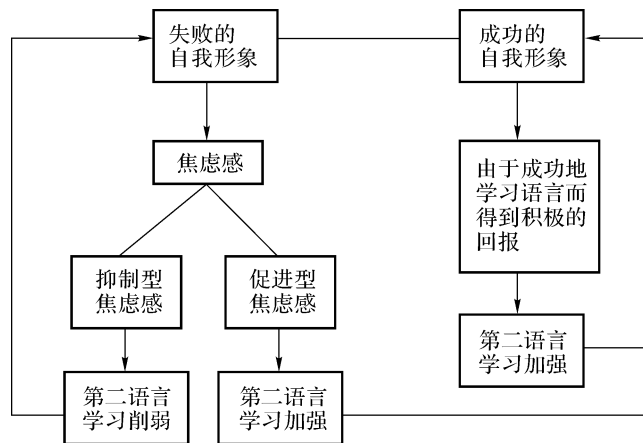 失败的
自我形象
成功的
自我形象
焦虑感
由于成功地
学习语言而
得到积极的
回报
抑制型
焦虑感
促进型
焦虑感
第二语言
学习加强
第二语言
学习削弱
第二语言
学习加强